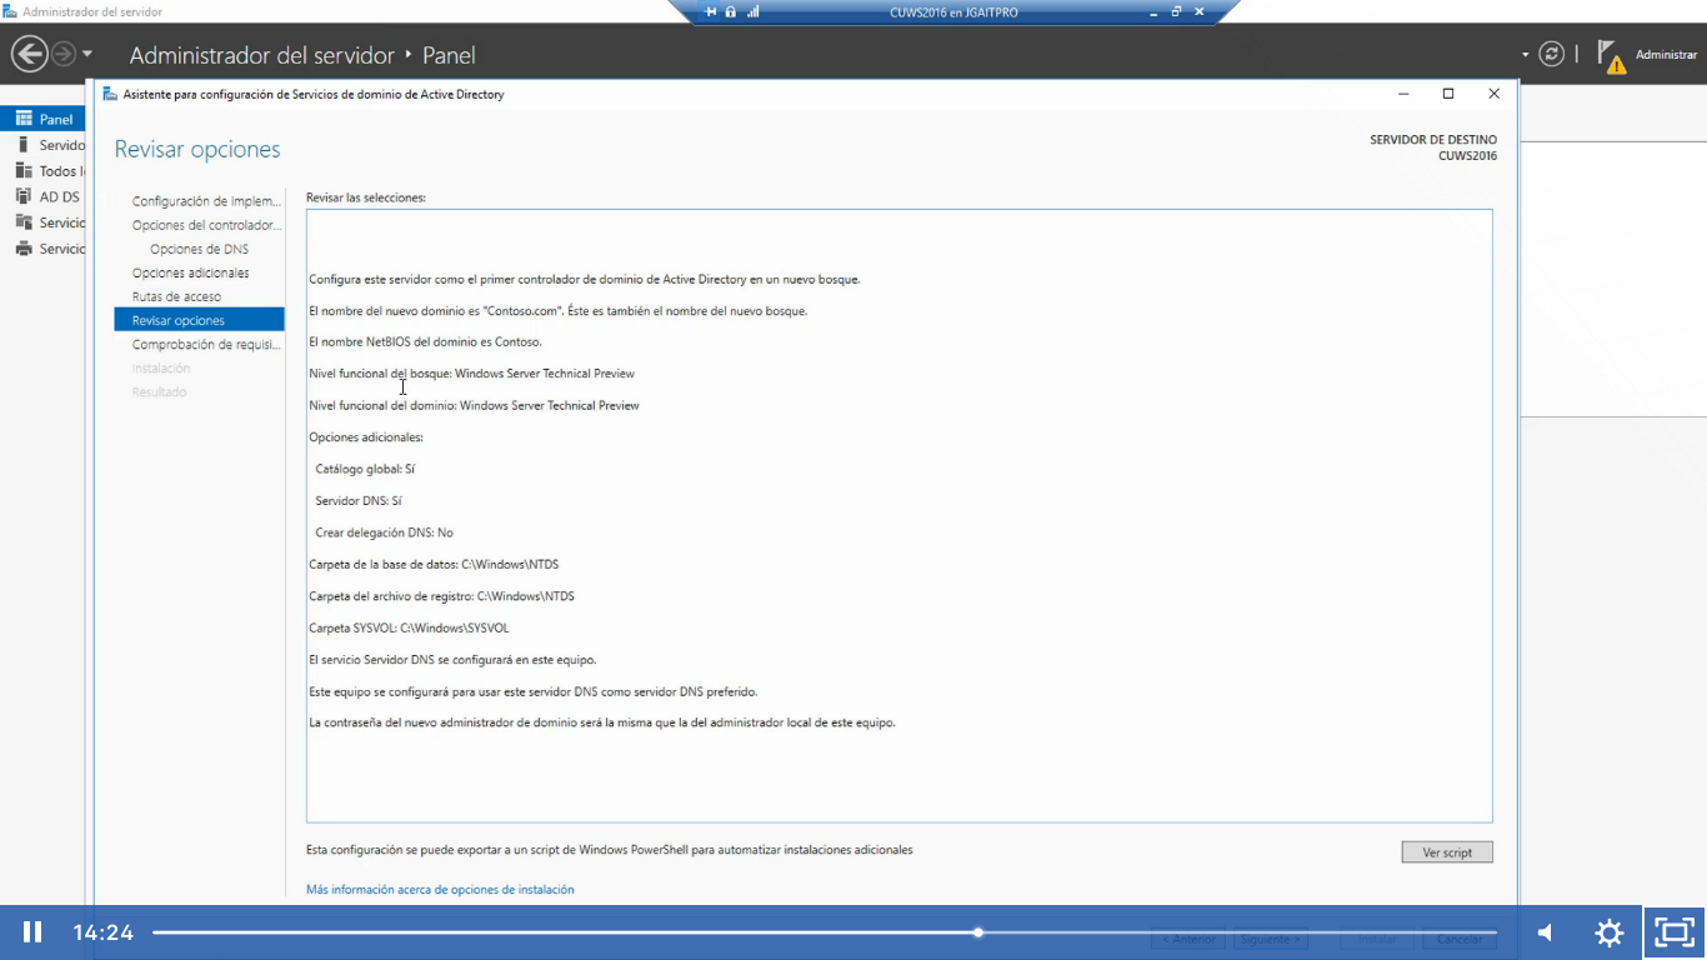 Administrador del servidor
CUWS2016 en JGAITPRO
Administrador del servidor ‣ Panel
Administrar
Asistente para configuración de Servicios de dominio de Active Directory
Panel
Servido
Todos l
AD DS
Servicio
Servicio
Revisar opciones
SERVIDOR DE DESTINO
CUWS2016
Configuración de implem...
Opciones del controlador...
Opciones de DNS
Opciones adicionales
Rutas de acceso
Revisar opciones
Comprobación de requisi...
Instalación
Resultado
Revisar las selecciones:
Configura este servidor como el primer controlador de dominio de Active Directory en un nuevo bosque.
El nombre del nuevo dominio es "Contoso.com". Éste es también el nombre del nuevo bosque.
El nombre NetBIOS del dominio es Contoso.
Nivel funcional del bosque: Windows Server Technical Preview
Nivel funcional del dominio: Windows Server Technical Preview
Opciones adicionales:
Catálogo global: Sí
Servidor DNS: Sí
Crear delegación DNS: No
Carpeta de la base de datos: C:\Windows\NTDS
Carpeta del archivo de registro: C:\Windows\NTDS
Carpeta SYSVOL: C:\Windows\SYSVOL
El servicio Servidor DNS se configurará en este equipo.
Este equipo se configurará para usar este servidor DNS como servidor DNS preferido.
La contraseña del nuevo administrador de dominio será la misma que la del administrador local de este equipo.
Esta configuración se puede exportar a un script de Windows PowerShell para automatizar instalaciones adicionales
Ver script
Más información acerca de opciones de instalación
14:24
< Anterior
Siguiente >
Instalar
Cancelar